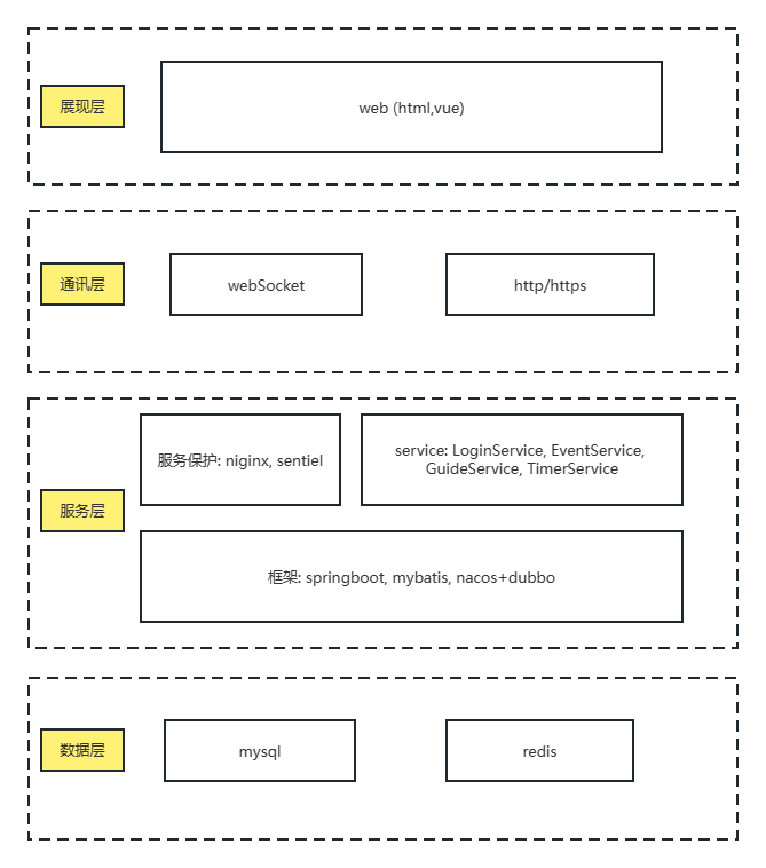 展现层
web (html,vue)
通讯层
webSocket
http/https
服务保护: niginx, sentiel
service: LoginService, EventService,
GuideService, TimerService
服务层
框架: springboot, mybatis, nacos+dubbo
数据层
mysql
redis